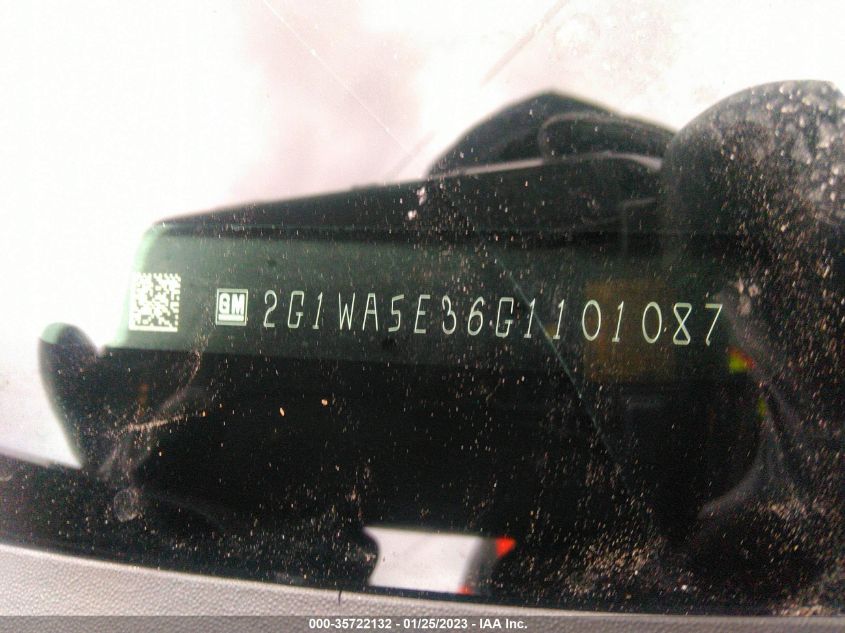 GM 2G1WA5E36G1101087
000-35722132 - 01/25/2023 - IAA Inc.